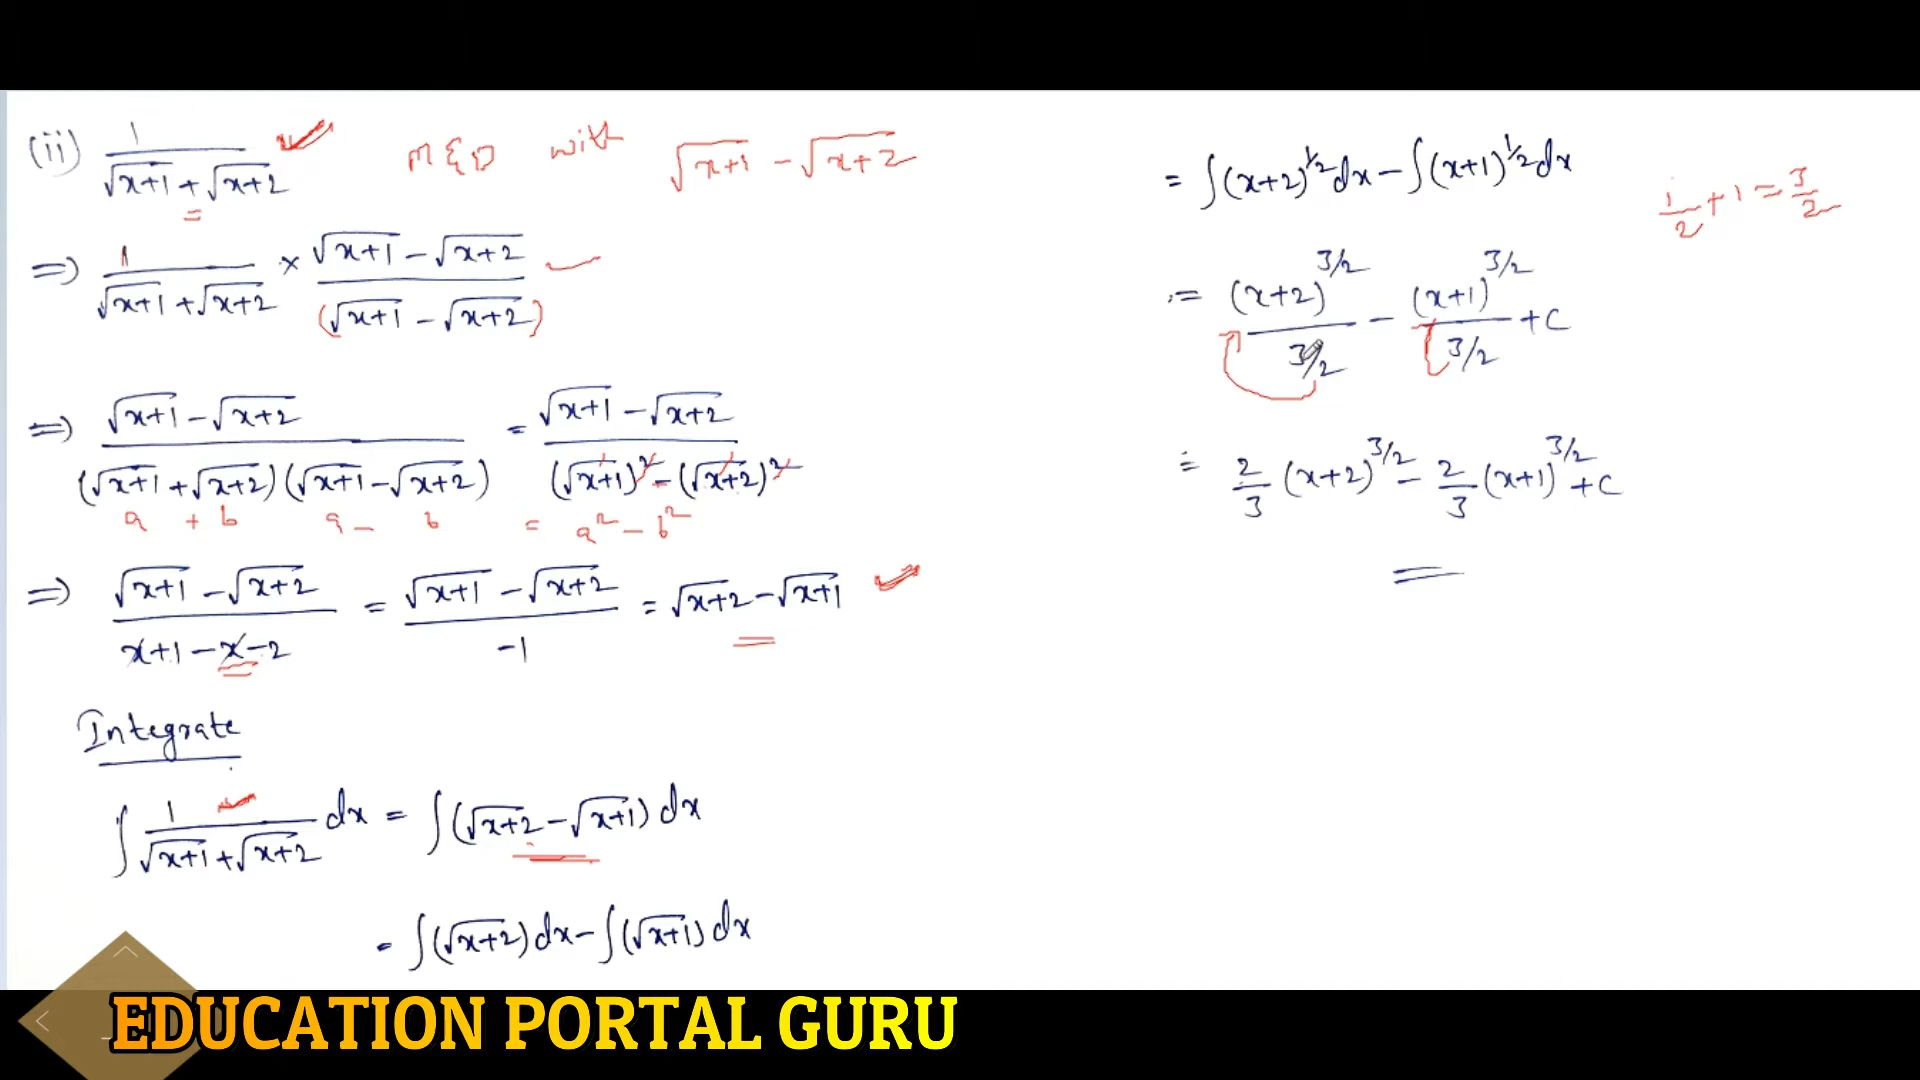 (ii) 1/(√x+1 + √x+2) M&D with √x+1 − √x+2
=
⇒) 1/(√x+1 + √x+2) × (√x+1 − √x+2)/(√x+1 − √x+2)
⇒) (√x+1 − √x+2)/((√x+1 + √x+2)(√x+1 − √x+2)) = (√x+1 − √x+2)/((√x+1)² − (√x+2)²)
a + b a − b = a² − b²
⇒) (√x+1 − √x+2)/(x+1−x−2) = (√x+1 − √x+2)/−1 = √x+2 − √x+1
Integrate
∫ 1/(√x+1 + √x+2) dx = ∫(√x+2 − √x+1) dx
= ∫(√x+2) dx − ∫(√x+1) dx
= ∫(x+2)^1/2 dx − ∫(x+1)^1/2 dx
1/2 + 1 = 3/2
= (x+2)^3/2 / 3/2 − (x+1)^3/2 / 3/2 + C
= 2/3 (x+2)^3/2 − 2/3 (x+1)^3/2 + C
EDUCATION PORTAL GURU